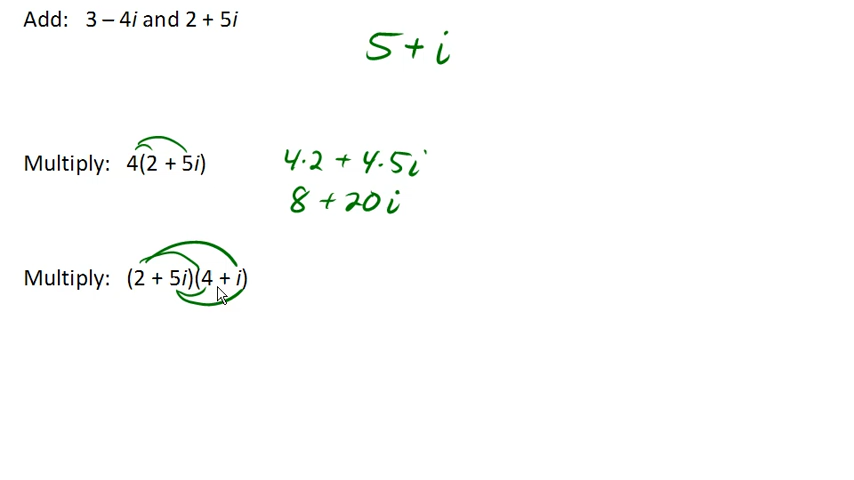 Add: 3 – 4i and 2 + 5i
5 + i
Multiply: 4(2 + 5i) 4·2 + 4·5i
8 + 20i
Multiply: (2 + 5i)(4 + i)